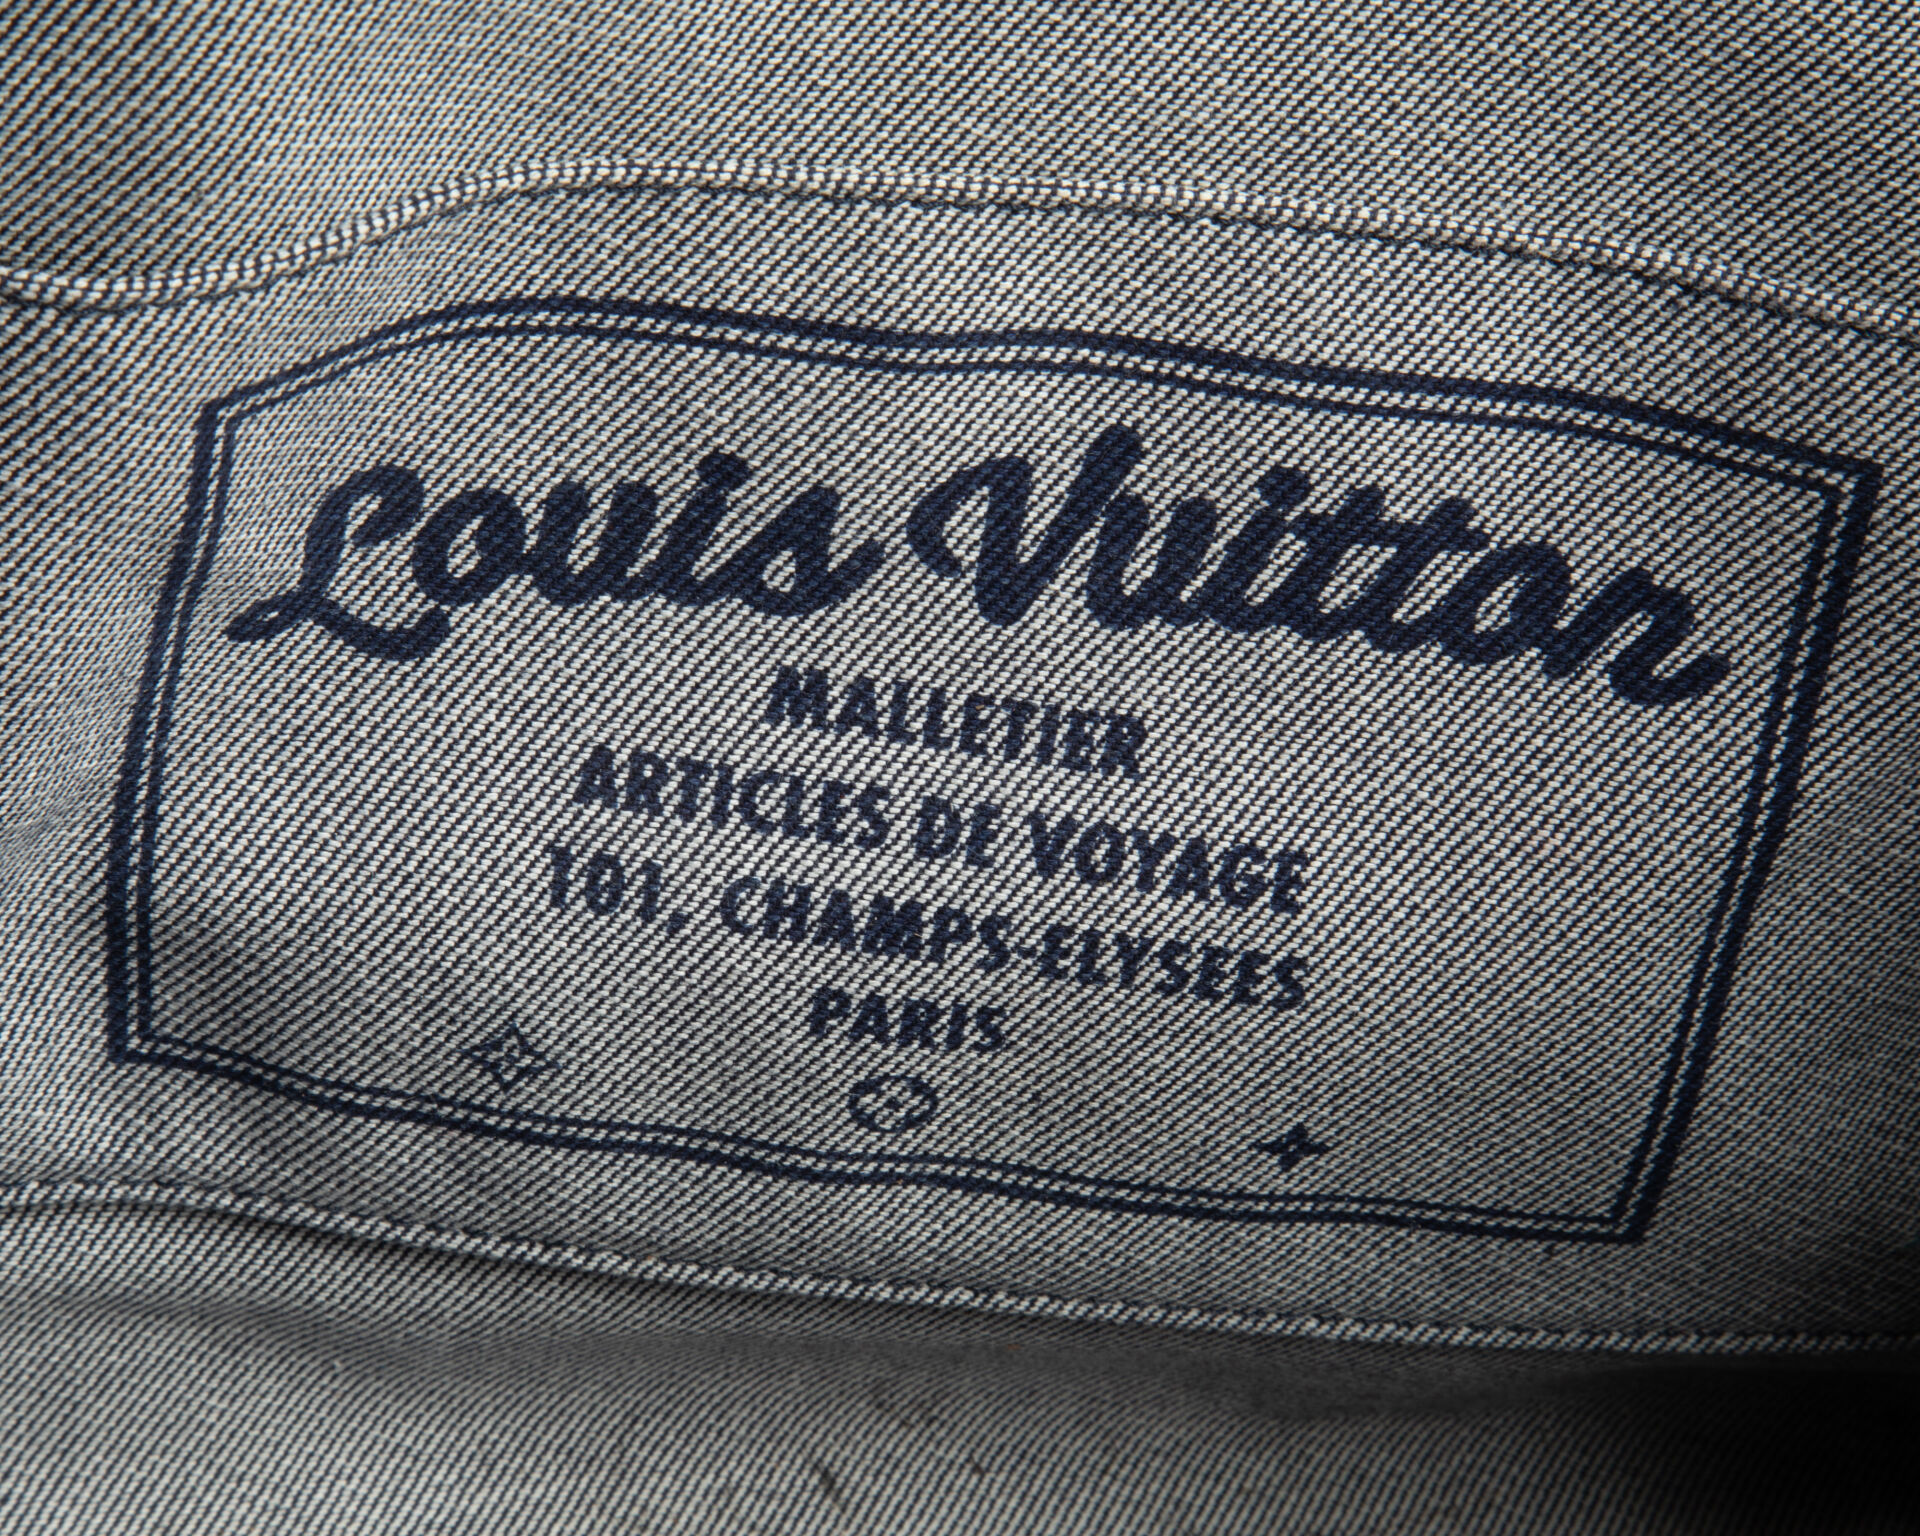 Louis Vuitton
MALLETIER
ARTICLES DE VOYAGE
101, CHAMPS-ELYSEES
PARIS